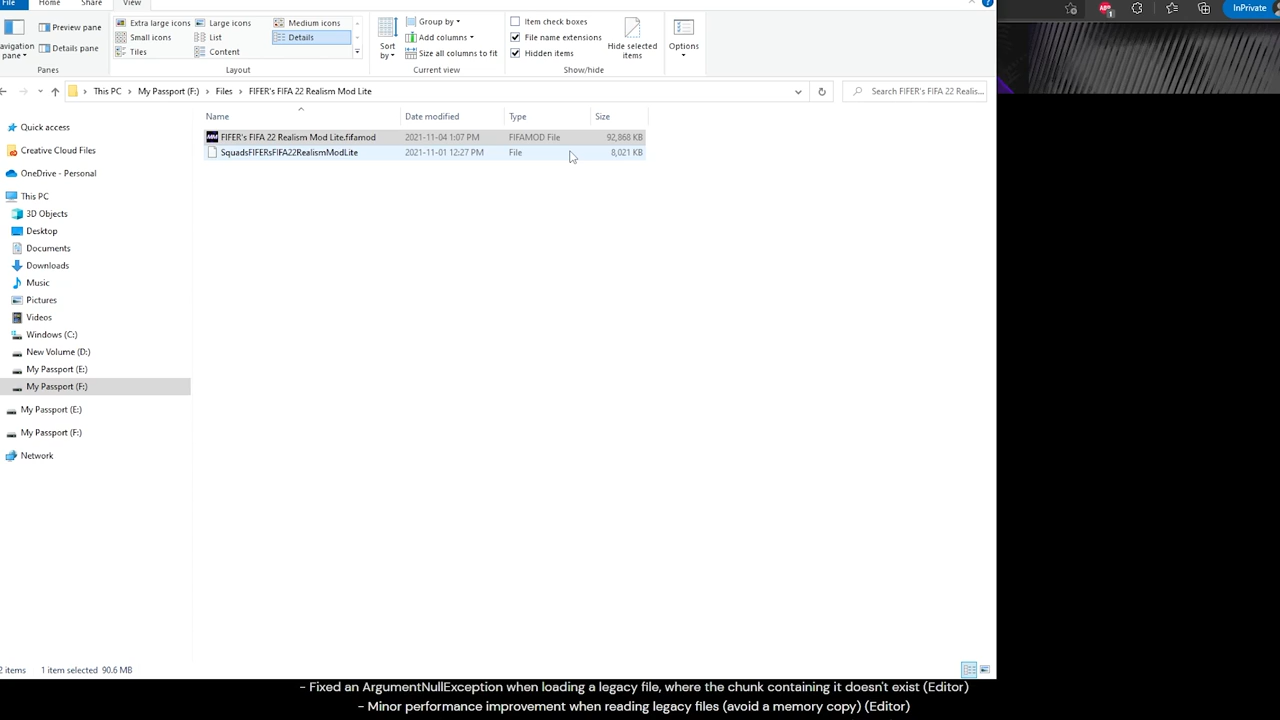 File Home Share View
InPrivate
Navigation pane
Preview pane
Details pane
Panes
Extra large icons Large icons Medium icons
Small icons List Details
Tiles Content
Layout
Sort by
Group by
Add columns
Size all columns to fit
Current view
Item check boxes
File name extensions
Hidden items
Hide selected items
Show/hide
Options
This PC > My Passport (F:) > Files > FIFER's FIFA 22 Realism Mod Lite
Search FIFER's FIFA 22 Realis...
Name Date modified Type Size
FIFER's FIFA 22 Realism Mod Lite.fifamod 2021-11-04 1:07 PM FIFAMOD File 92,868 KB
SquadsFIFERsFIFA22RealismModLite 2021-11-01 12:27 PM File 8,021 KB
Quick access
Creative Cloud Files
OneDrive - Personal
This PC
3D Objects
Desktop
Documents
Downloads
Music
Pictures
Videos
Windows (C:)
New Volume (D:)
My Passport (E:)
My Passport (F:)
My Passport (E:)
My Passport (F:)
Network
2 items 1 item selected 90.6 MB
- Fixed an ArgumentNullException when loading a legacy file, where the chunk containing it doesn't exist (Editor)
- Minor performance improvement when reading legacy files (avoid a memory copy) (Editor)